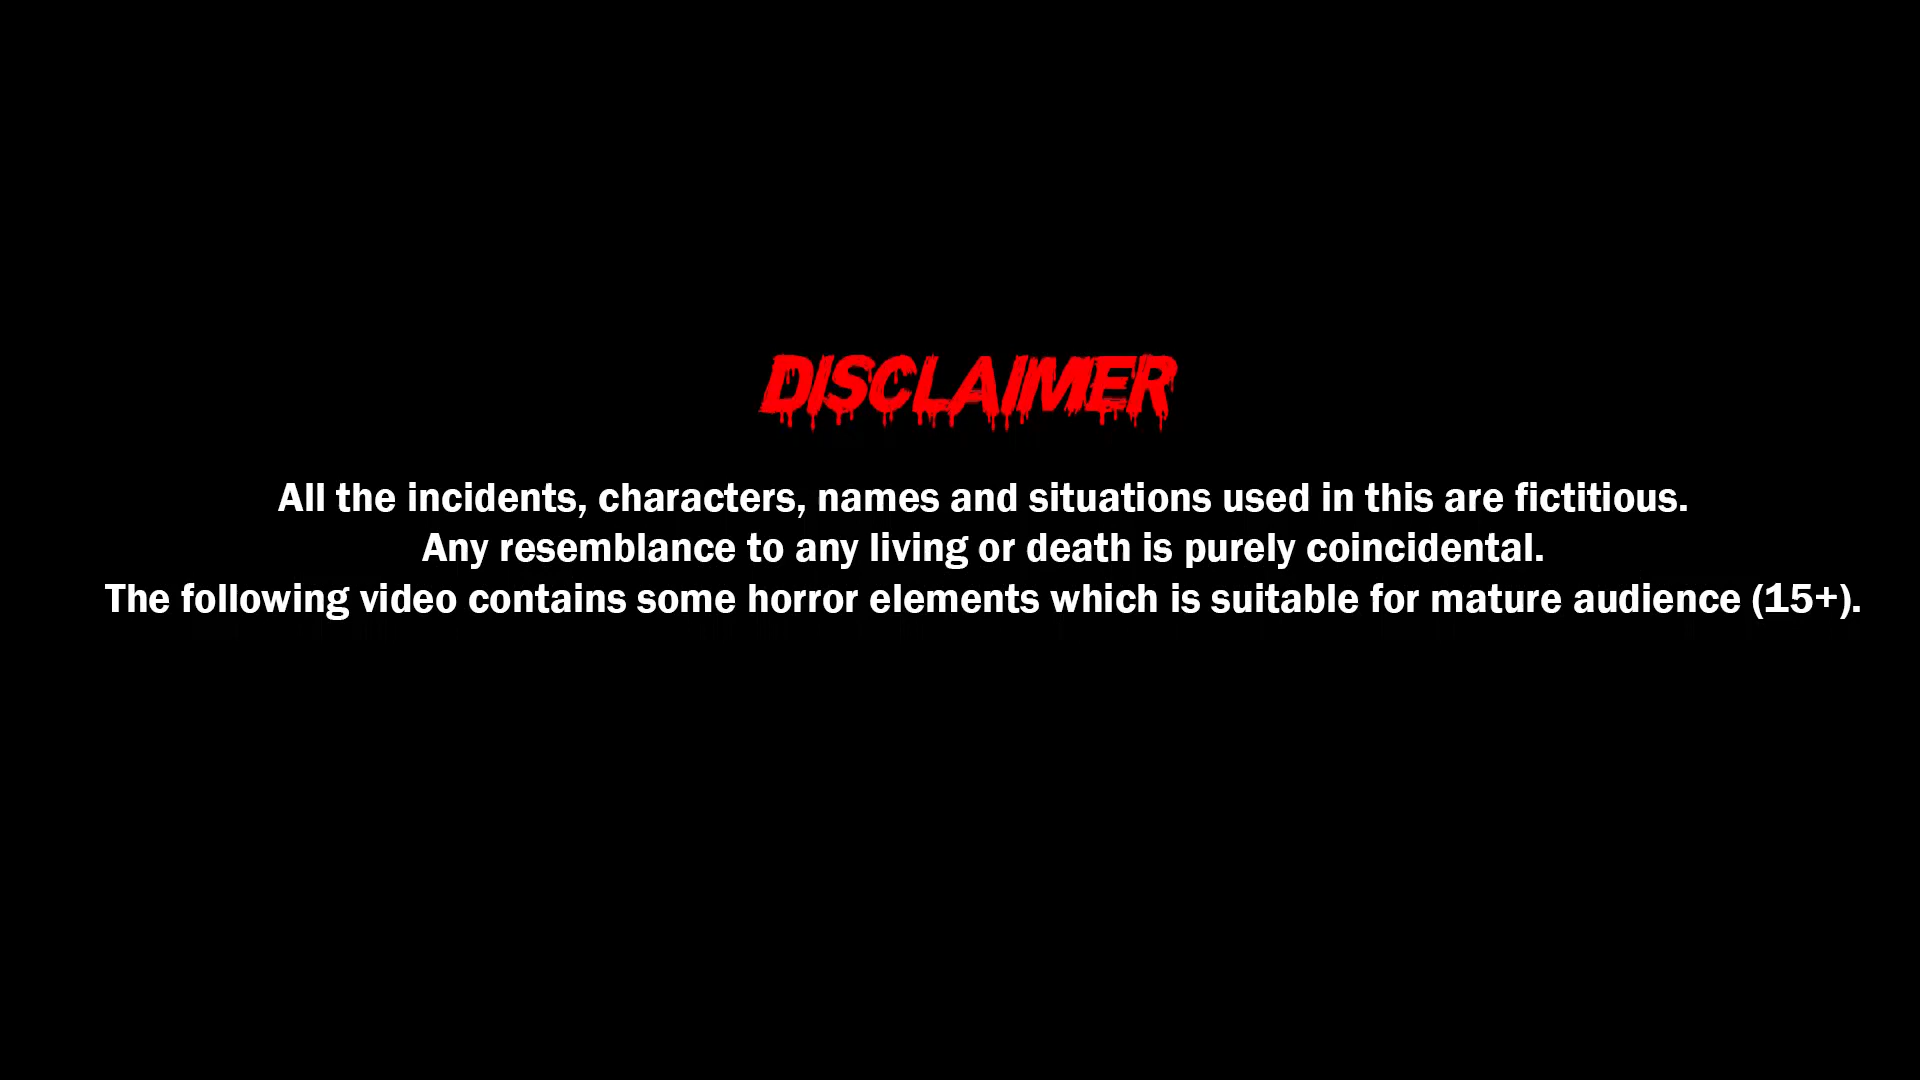 DISCLAIMER
All the incidents, characters, names and situations used in this are fictitious.
Any resemblance to any living or death is purely coincidental.
The following video contains some horror elements which is suitable for mature audience (15+).